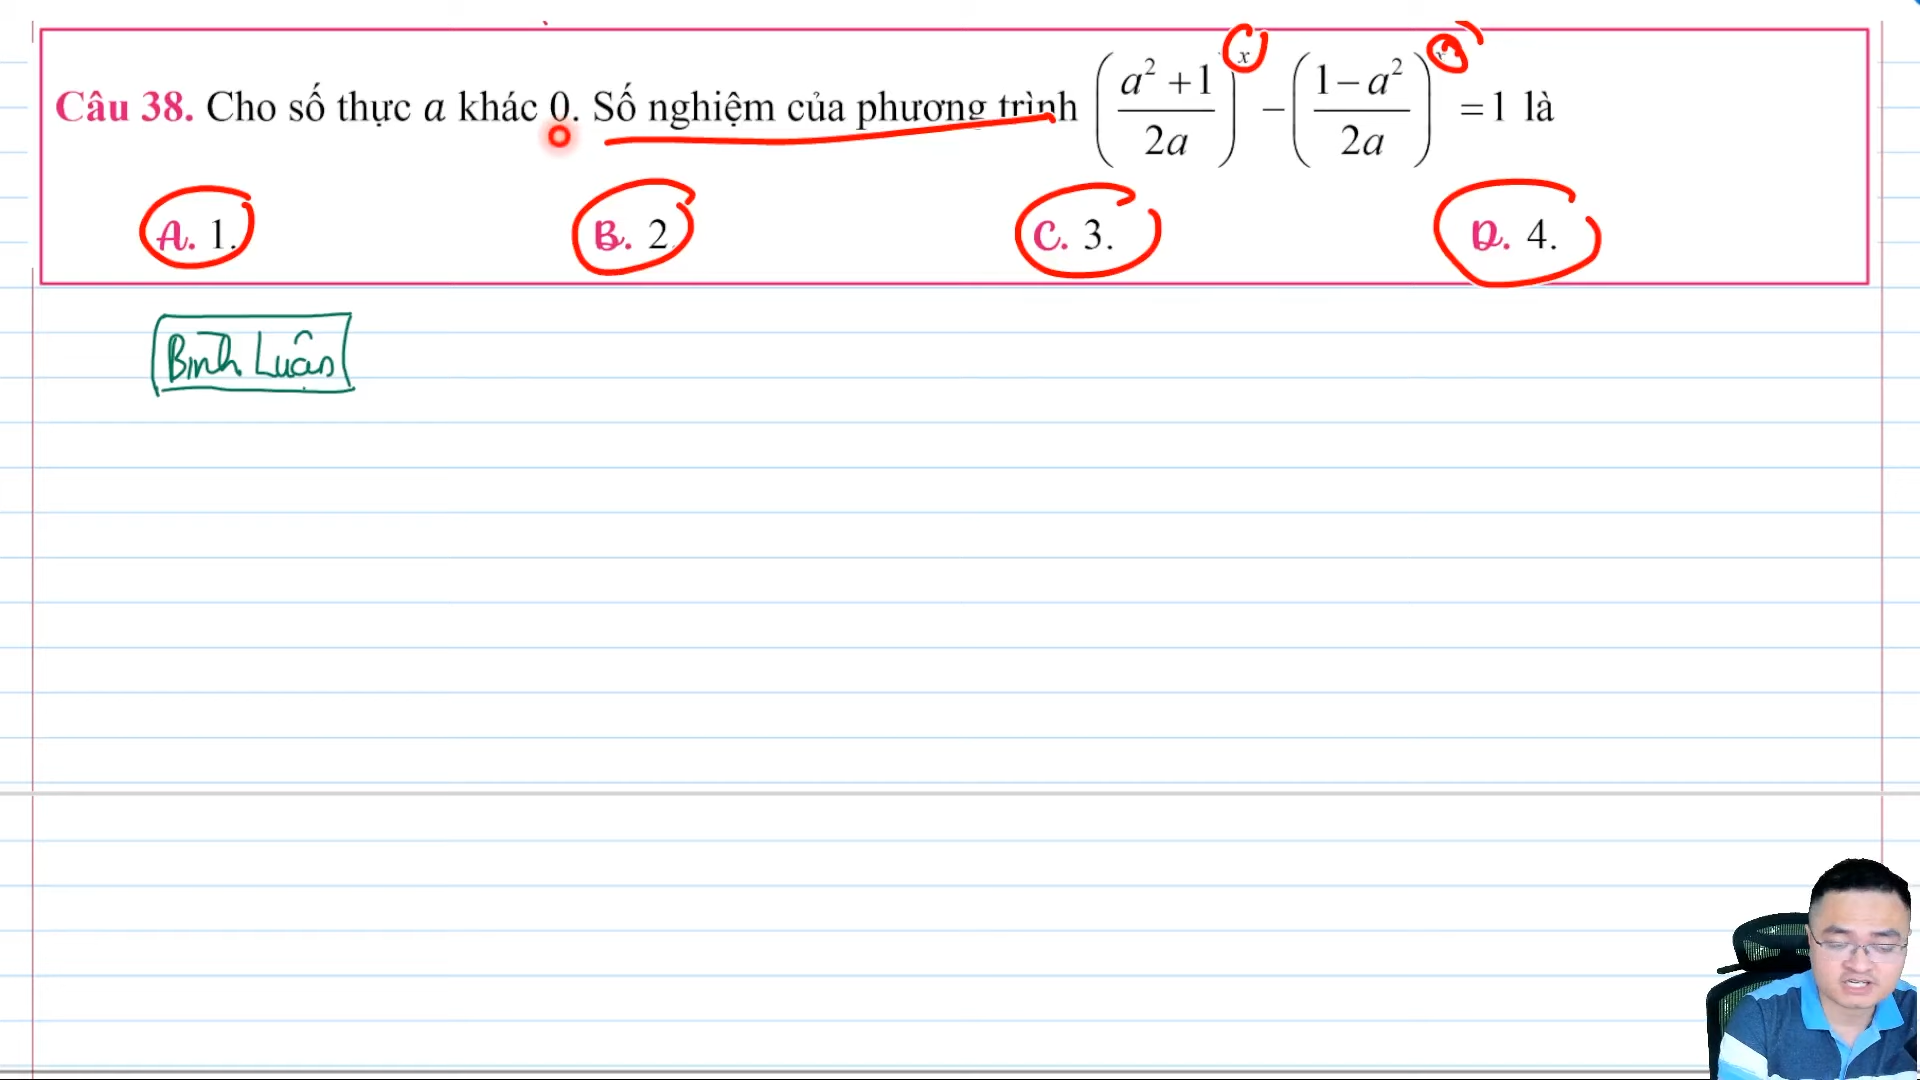 Câu 38. Cho số thực a khác 0. Số nghiệm của phương trình ((a² + 1)/(2a))^x − ((1 − a²)/(2a))^x = 1 là
A. 1. B. 2. C. 3. D. 4.
Bình Luận